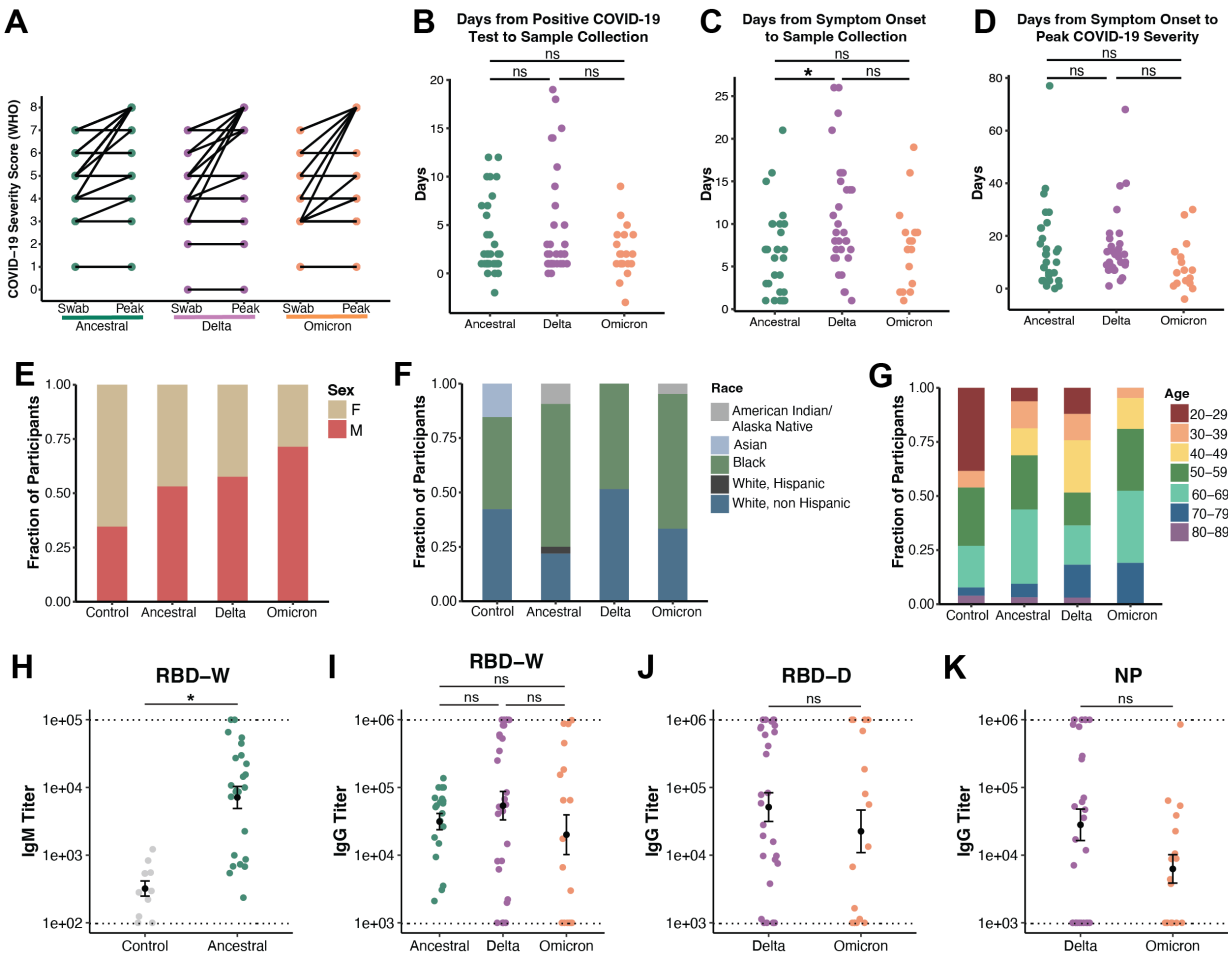 A
COVID−19 Severity Score (WHO)
8
7
6
5
4
3
2
1
0
Swab Peak Swab Peak Swab Peak
Ancestral Delta Omicron
B
Days from Positive COVID-19
Test to Sample Collection
ns
ns ns
Days
20
15
10
5
0
Ancestral Delta Omicron
C
Days from Symptom Onset
to Sample Collection
ns
* ns
Days
25
20
15
10
5
0
Ancestral Delta Omicron
D
Days from Symptom Onset to
Peak COVID-19 Severity
ns
ns ns
Days
80
60
40
20
0
Ancestral Delta Omicron
E
Fraction of Participants
1.00
0.75
0.50
0.25
0.00
Control Ancestral Delta Omicron
Sex
F
M
F
Fraction of Participants
1.00
0.75
0.50
0.25
0.00
Control Ancestral Delta Omicron
Race
American Indian/
Alaska Native
Asian
Black
White, Hispanic
White, non Hispanic
G
Fraction of Participants
1.00
0.75
0.50
0.25
0.00
Control Ancestral Delta Omicron
Age
20−29
30−39
40−49
50−59
60−69
70−79
80−89
H
RBD−W
*
IgM Titer
1e+05
1e+04
1e+03
1e+02
Control Ancestral
I
RBD−W
ns
ns ns
IgG Titer
1e+06
1e+05
1e+04
1e+03
Ancestral Delta Omicron
J
RBD−D
ns
IgG Titer
1e+06
1e+05
1e+04
1e+03
Delta Omicron
K
NP
ns
IgG Titer
1e+06
1e+05
1e+04
1e+03
Delta Omicron